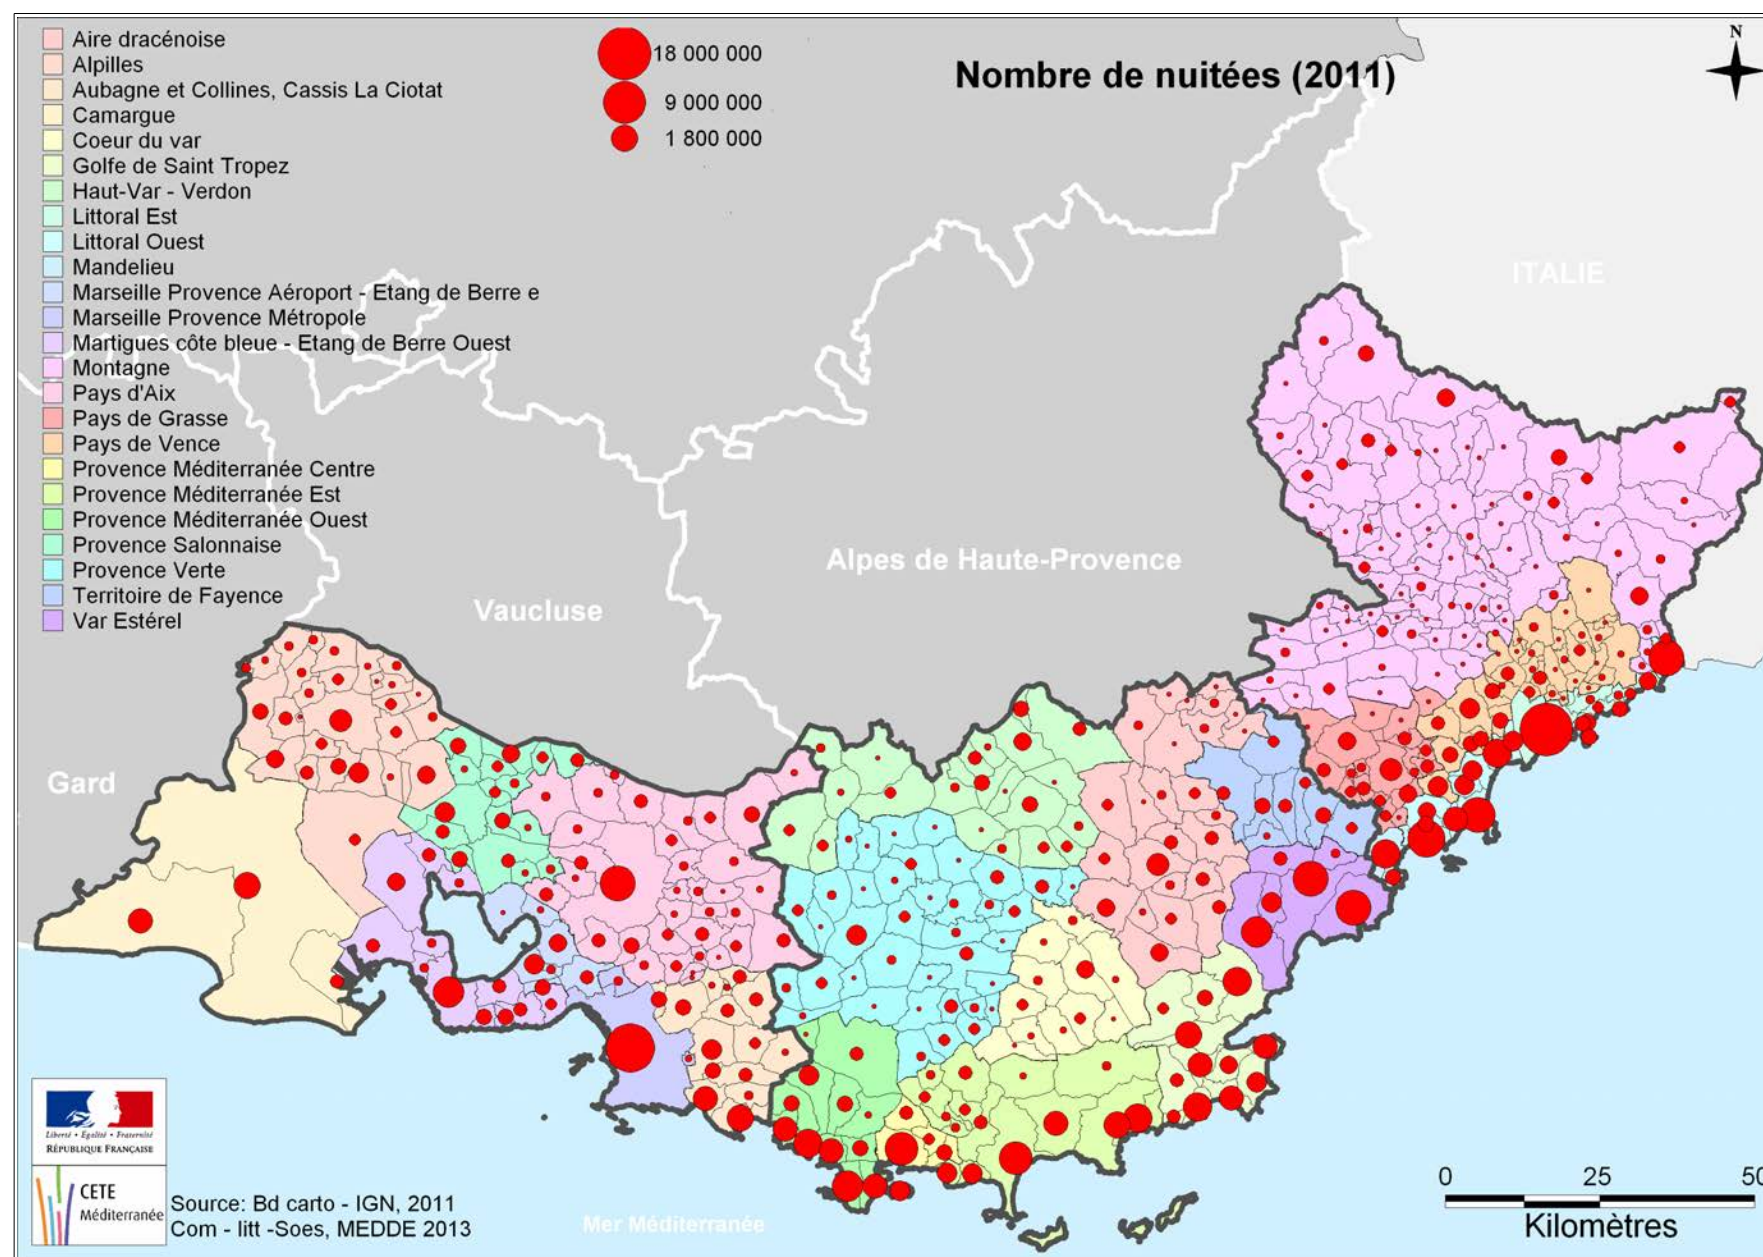 Aire dracénoise
Alpilles
Aubagne et Collines, Cassis La Ciotat
Camargue
Coeur du var
Golfe de Saint Tropez
Haut-Var - Verdon
Littoral Est
Littoral Ouest
Mandelieu
Marseille Provence Aéroport - Etang de Berre e
Marseille Provence Métropole
Martigues côte bleue - Etang de Berre Ouest
Montagne
Pays d'Aix
Pays de Grasse
Pays de Vence
Provence Méditerranée Centre
Provence Méditerranée Est
Provence Méditerranée Ouest
Provence Salonnaise
Provence Verte
Territoire de Fayence
Var Estérel
18 000 000
9 000 000
1 800 000
Nombre de nuitées (2011)
N
ITALIE
Alpes de Haute-Provence
Vaucluse
Gard
Mer Méditerranée
Liberté • Egalité • Fraternité
RÉPUBLIQUE FRANÇAISE
CETE
Méditerranée
Source: Bd carto - IGN, 2011
Com - litt -Soes, MEDDE 2013
0 25 50
Kilomètres